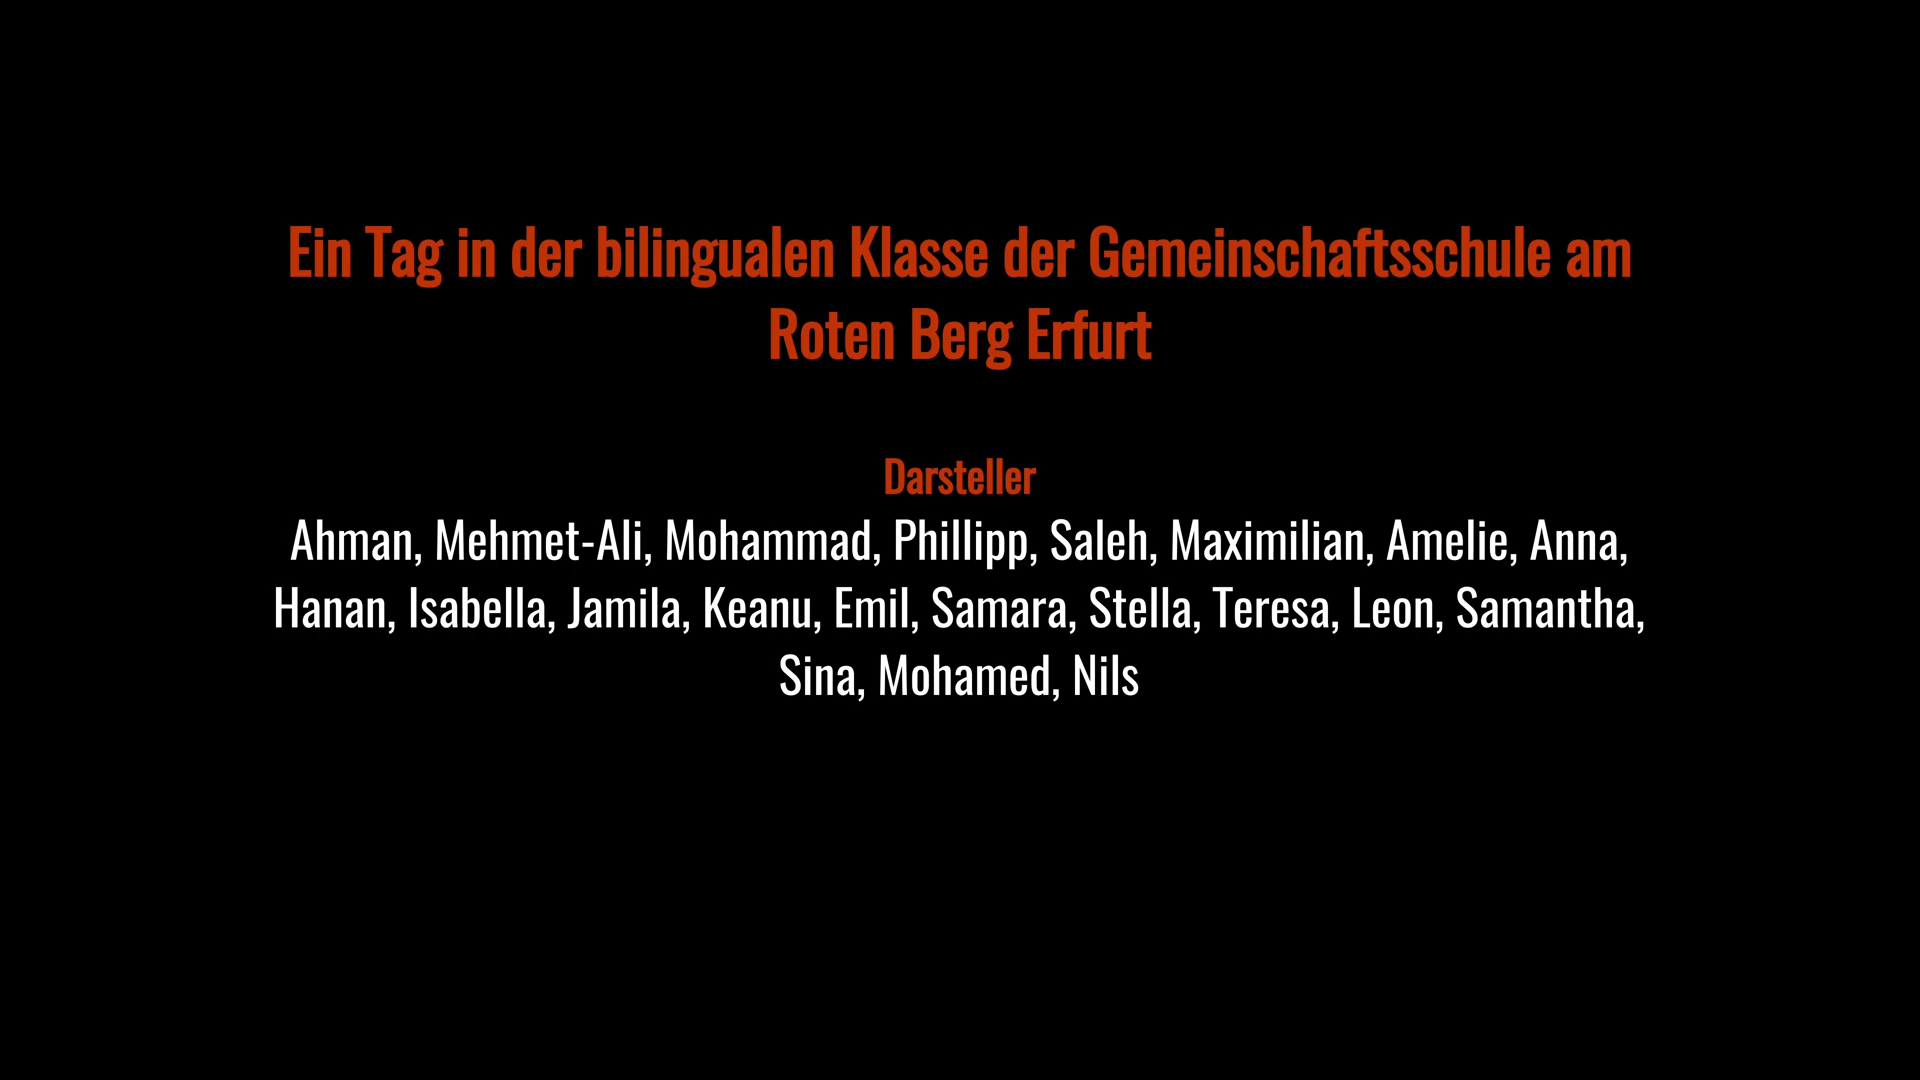 Ein Tag in der bilingualen Klasse der Gemeinschaftsschule am
Roten Berg Erfurt
Darsteller
Ahman, Mehmet-Ali, Mohammad, Phillipp, Saleh, Maximilian, Amelie, Anna,
Hanan, Isabella, Jamila, Keanu, Emil, Samara, Stella, Teresa, Leon, Samantha,
Sina, Mohamed, Nils